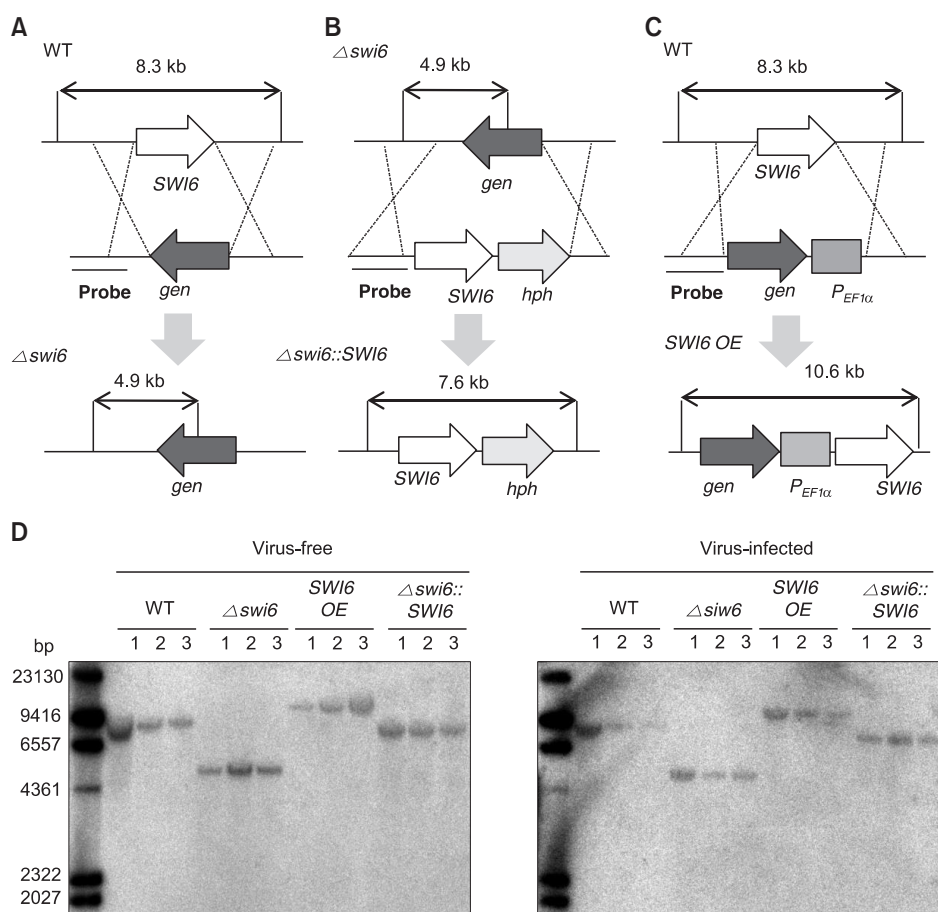 A
WT
8.3 kb
SWI6
Probe
gen
△swi6
4.9 kb
gen
B
△swi6
4.9 kb
gen
Probe
SWI6
hph
△swi6::SWI6
7.6 kb
SWI6
hph
C
WT
8.3 kb
SWI6
Probe
gen
PEF1α
SWI6 OE
10.6 kb
gen
PEF1α
SWI6
D
Virus-free
WT
△swi6
SWI6
OE
△swi6::
SWI6
bp
1 2 3 1 2 3 1 2 3 1 2 3
23130
9416
6557
4361
2322
2027
Virus-infected
WT
△siw6
SWI6
OE
△swi6::
SWI6
1 2 3 1 2 3 1 2 3 1 2 3